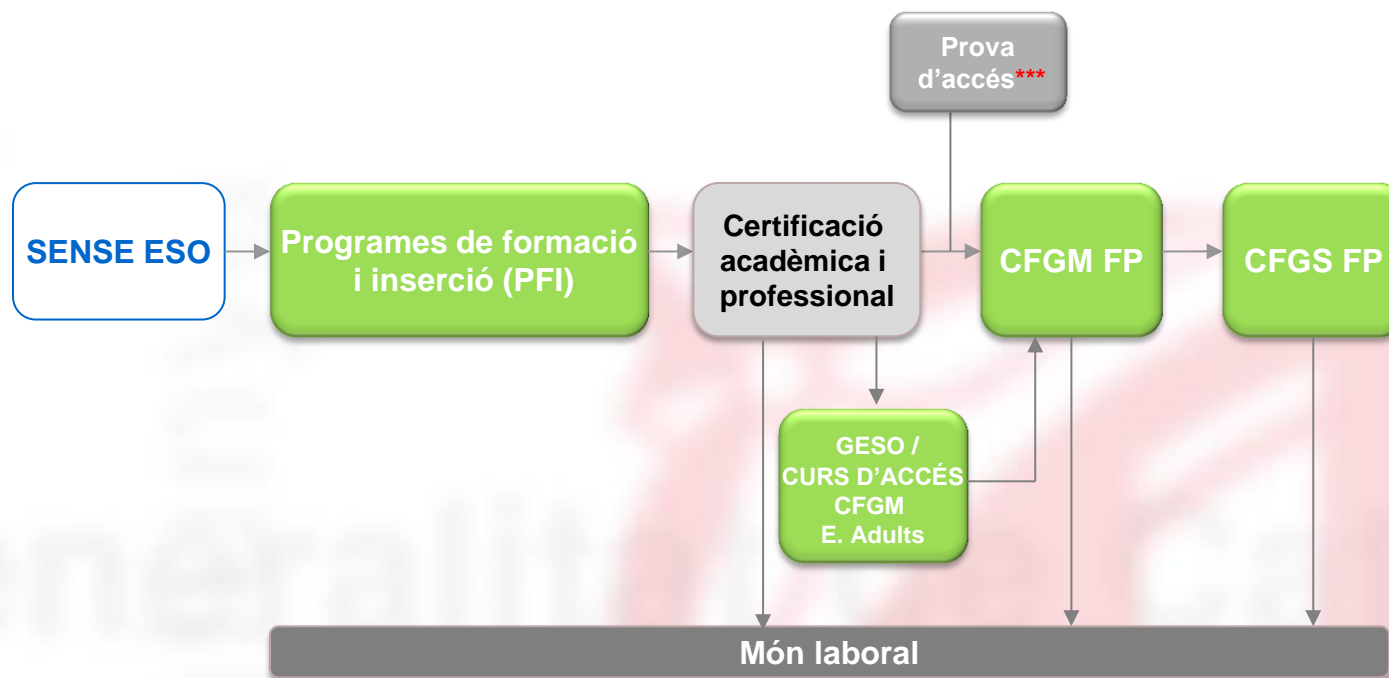 Prova
d’accés***
SENSE ESO
Programes de formació
i inserció (PFI)
Certificació
acadèmica i
professional
CFGM FP
CFGS FP
GESO /
CURS D’ACCÉS
CFGM
E. Adults
Món laboral